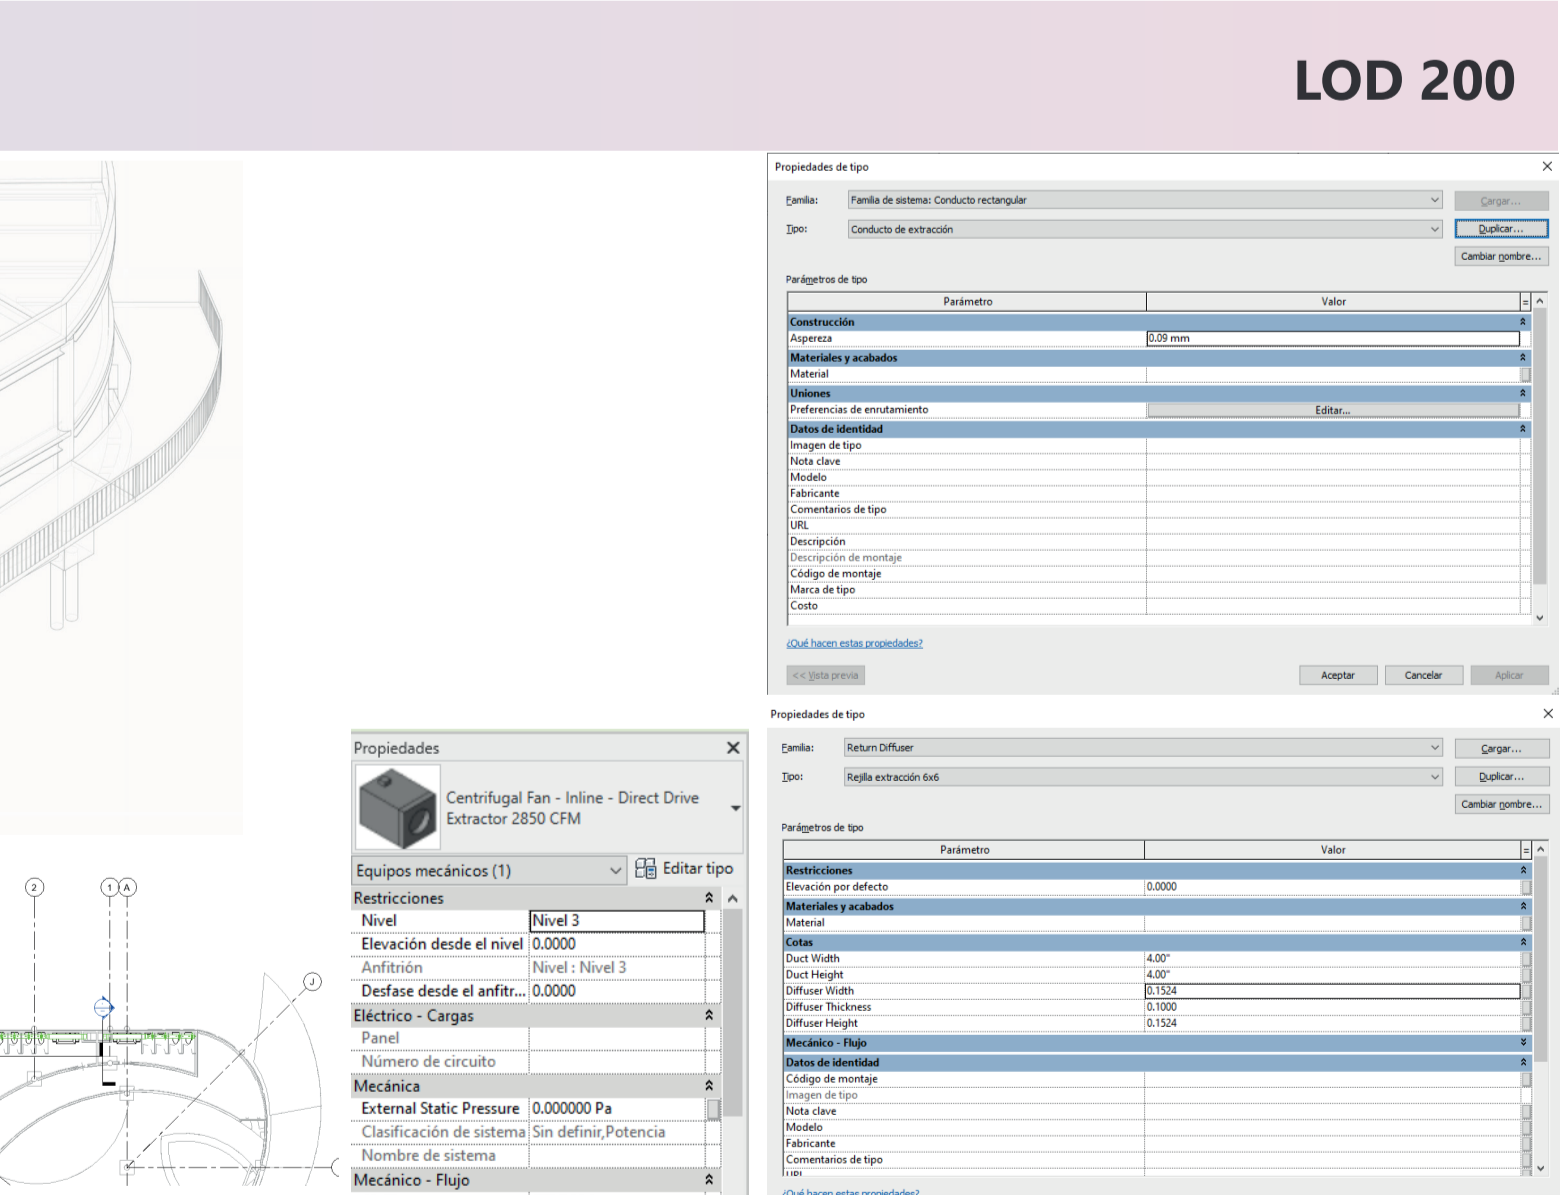 LOD 200
Propiedades de tipo
Familia: Familia de sistema: Conducto rectangular Cargar...
Tipo: Conducto de extracción Duplicar...
Cambiar nombre...
Parámetros de tipo
Parámetro Valor =
Construcción
Aspereza 0.09 mm
Materiales y acabados
Material
Uniones
Preferencias de enrutamiento Editar...
Datos de identidad
Imagen de tipo
Nota clave
Modelo
Fabricante
Comentarios de tipo
URL
Descripción
Descripción de montaje
Código de montaje
Marca de tipo
Costo
¿Qué hacen estas propiedades?
<< Vista previa Aceptar Cancelar Aplicar
Propiedades de tipo
Familia: Return Diffuser Cargar...
Tipo: Rejilla extracción 6x6 Duplicar...
Cambiar nombre...
Parámetros de tipo
Parámetro Valor =
Restricciones
Elevación por defecto 0.0000
Materiales y acabados
Material
Cotas
Duct Width 4.00"
Duct Height 4.00"
Diffuser Width 0.1524
Diffuser Thickness 0.1000
Diffuser Height 0.1524
Mecánico - Flujo
Datos de identidad
Código de montaje
Imagen de tipo
Nota clave
Modelo
Fabricante
Comentarios de tipo
URL
¿Qué hacen estas propiedades?
Propiedades
Centrifugal Fan - Inline - Direct Drive
Extractor 2850 CFM
Equipos mecánicos (1) Editar tipo
Restricciones
Nivel Nivel 3
Elevación desde el nivel 0.0000
Anfitrión Nivel : Nivel 3
Desfase desde el anfitr... 0.0000
Eléctrico - Cargas
Panel
Número de circuito
Mecánica
External Static Pressure 0.000000 Pa
Clasificación de sistema Sin definir,Potencia
Nombre de sistema
Mecánico - Flujo
2 1 A
J